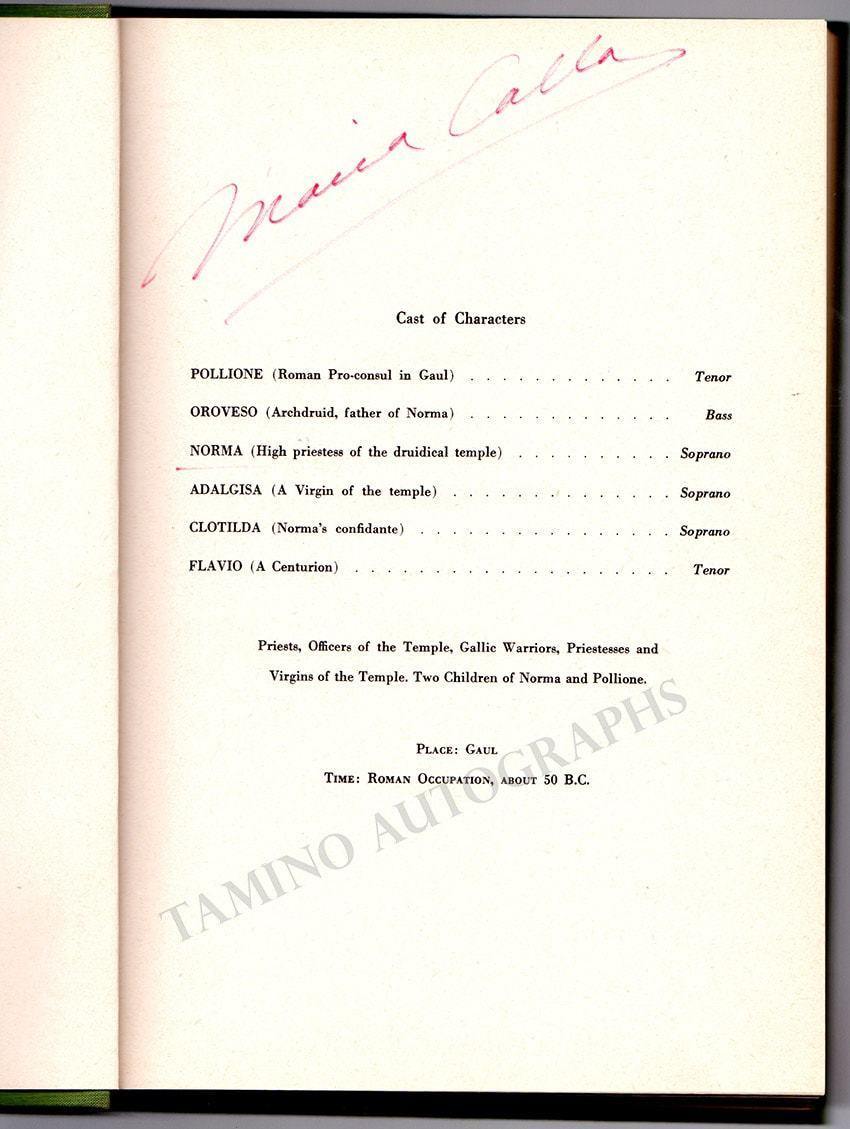 Maria Callas
Cast of Characters
POLLIONE (Roman Pro-consul in Gaul) . . . . . . . . . . . . . Tenor
OROVESO (Archdruid, father of Norma) . . . . . . . . . . . . . Bass
NORMA (High priestess of the druidical temple) . . . . . . . . . . Soprano
ADALGISA (A Virgin of the temple) . . . . . . . . . . . . . . Soprano
CLOTILDA (Norma's confidante) . . . . . . . . . . . . . . . . Soprano
FLAVIO (A Centurion) . . . . . . . . . . . . . . . . . . . . Tenor
Priests, Officers of the Temple, Gallic Warriors, Priestesses and
Virgins of the Temple. Two Children of Norma and Pollione.
PLACE: GAUL
TIME: ROMAN OCCUPATION, ABOUT 50 B.C.
TAMINO AUTOGRAPHS